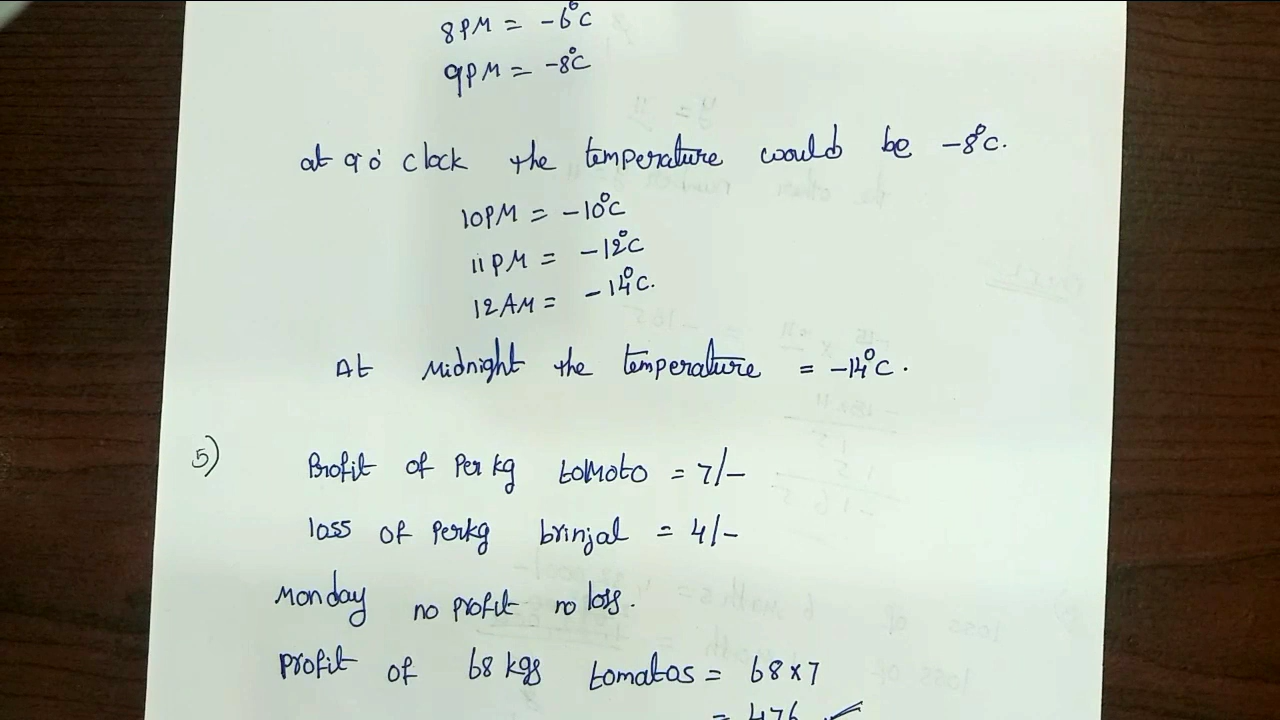 8PM = -6°C
9PM = -8°C
at 9 o' clock the temperature would be -8°C.
10PM = -10°C
11PM = -12°C
12AM = -14°C.
At Midnight the temperature = -14°C.
5)
Profit of Per kg tomoto = 7/-
loss of Perkg brinjal = 4/-
Monday no profit no loss.
Profit of 68 kgs tomatos = 68x7
= 476